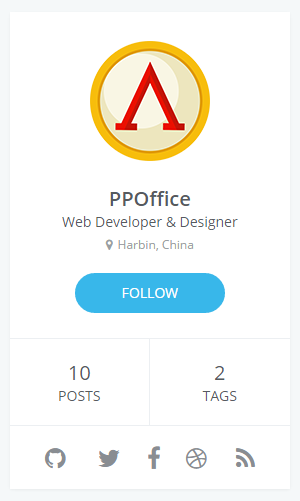 PPOffice
Web Developer & Designer
Harbin, China
FOLLOW
10
POSTS
2
TAGS